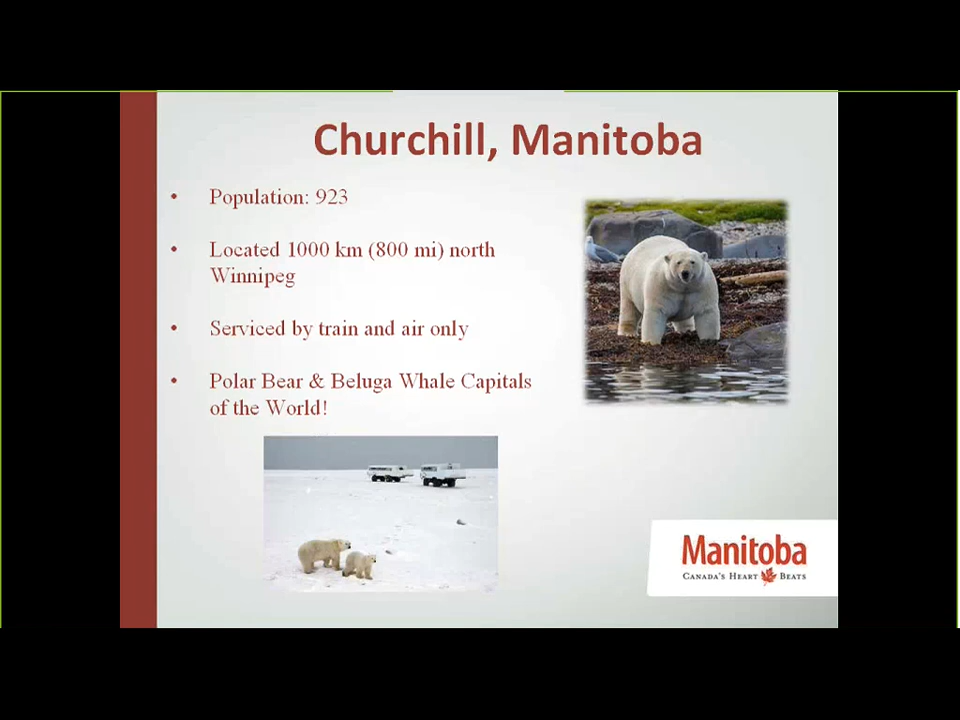 Churchill, Manitoba
• Population: 923
• Located 1000 km (800 mi) north
Winnipeg
• Serviced by train and air only
• Polar Bear & Beluga Whale Capitals
of the World!
Manitoba
CANADA'S HEART BEATS